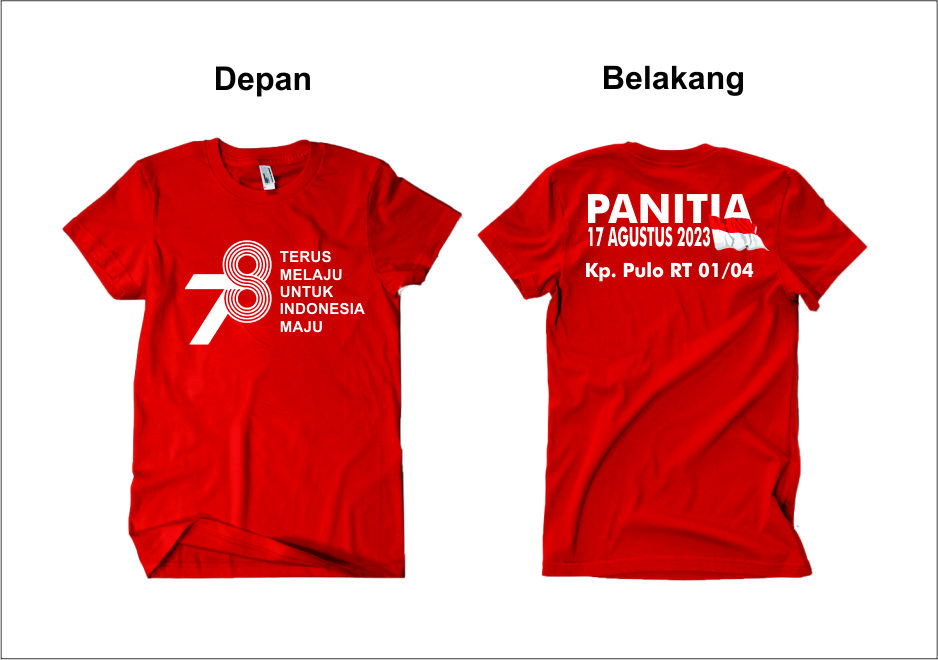 Depan
Belakang
78
TERUS
MELAJU
UNTUK
INDONESIA
MAJU
PANITIA
17 AGUSTUS 2023
Kp. Pulo RT 01/04